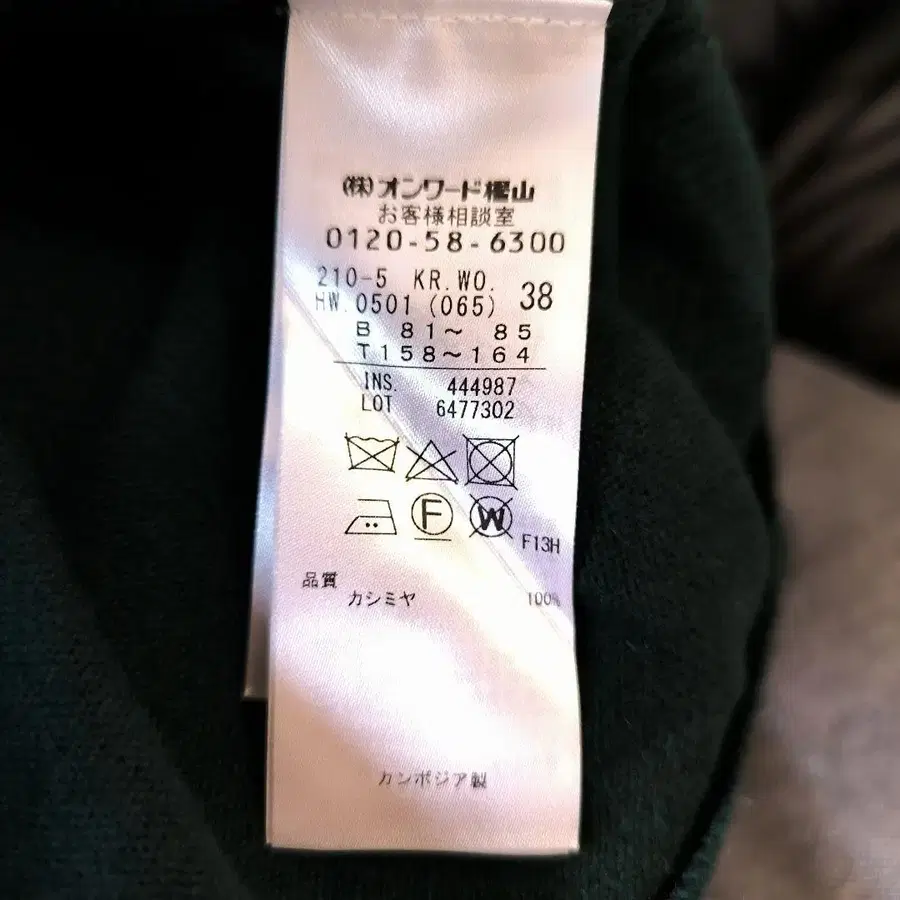 (株)オンワード樫山
お客様相談室
0120-58-6300
210-5 KR.WO. 38
HW.0501 (065)
B 81～ 85
T158～164
INS. 444987
LOT 6477302
F W
F13H
品質
カシミヤ 100%
カンボジア製